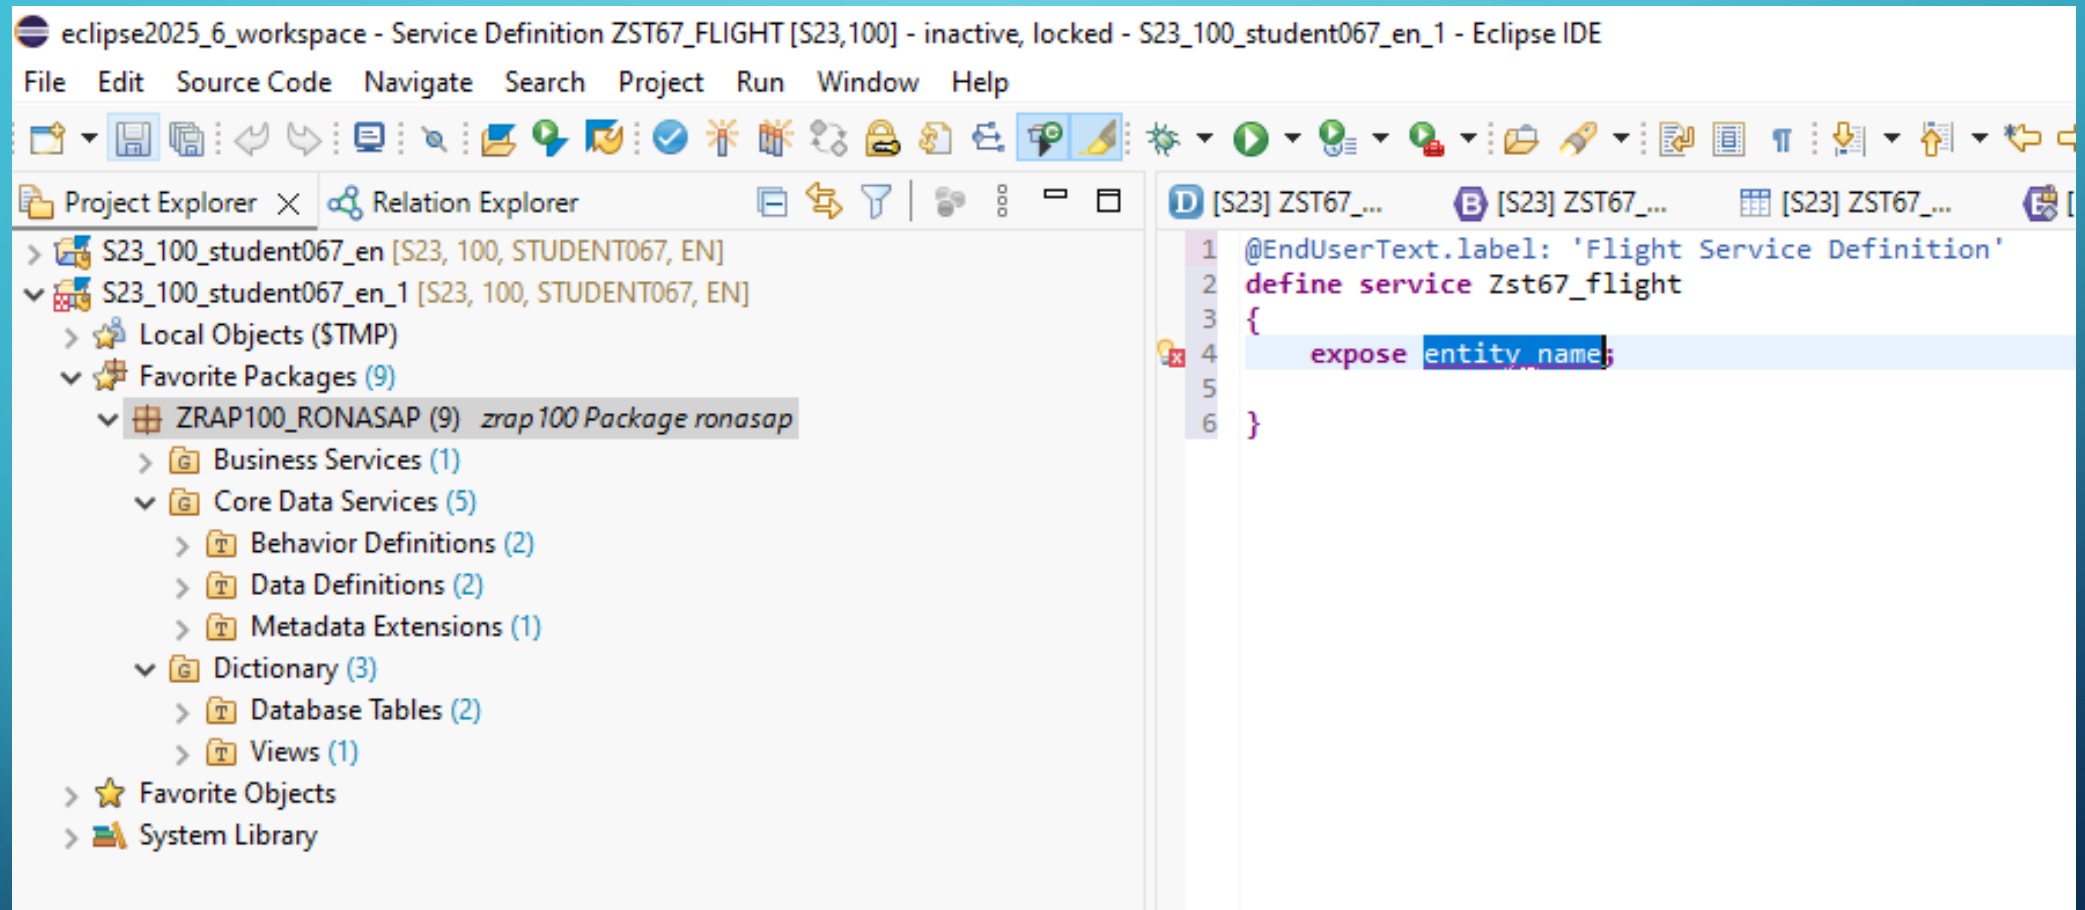 eclipse2025_6_workspace - Service Definition ZST67_FLIGHT [S23,100] - inactive, locked - S23_100_student067_en_1 - Eclipse IDE
File Edit Source Code Navigate Search Project Run Window Help
Project Explorer Relation Explorer
[S23] ZST67_... [S23] ZST67_... [S23] ZST67_... [
S23_100_student067_en [S23, 100, STUDENT067, EN]
S23_100_student067_en_1 [S23, 100, STUDENT067, EN]
Local Objects ($TMP)
Favorite Packages (9)
ZRAP100_RONASAP (9) zrap100 Package ronasap
Business Services (1)
Core Data Services (5)
Behavior Definitions (2)
Data Definitions (2)
Metadata Extensions (1)
Dictionary (3)
Database Tables (2)
Views (1)
Favorite Objects
System Library
1 @EndUserText.label: 'Flight Service Definition'
2 define service Zst67_flight
3 {
4 expose entity_name;
5
6 }